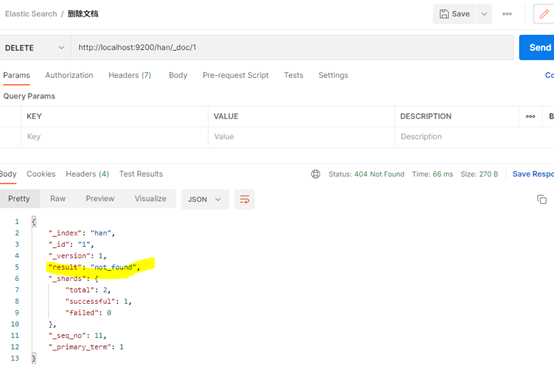 Elastic Search / 删除文档
Save
DELETE http://localhost:9200/han/_doc/1 Send
Params Authorization Headers (7) Body Pre-request Script Tests Settings
Query Params
KEY VALUE DESCRIPTION
Key Value Description
Body Cookies Headers (4) Test Results Status: 404 Not Found Time: 66 ms Size: 270 B Save Respo
Pretty Raw Preview Visualize JSON
1 {
2 "_index": "han",
3 "_id": "1",
4 "_version": 1,
5 "result": "not_found",
6 "_shards": {
7 "total": 2,
8 "successful": 1,
9 "failed": 0
10 },
11 "_seq_no": 11,
12 "_primary_term": 1
13 }